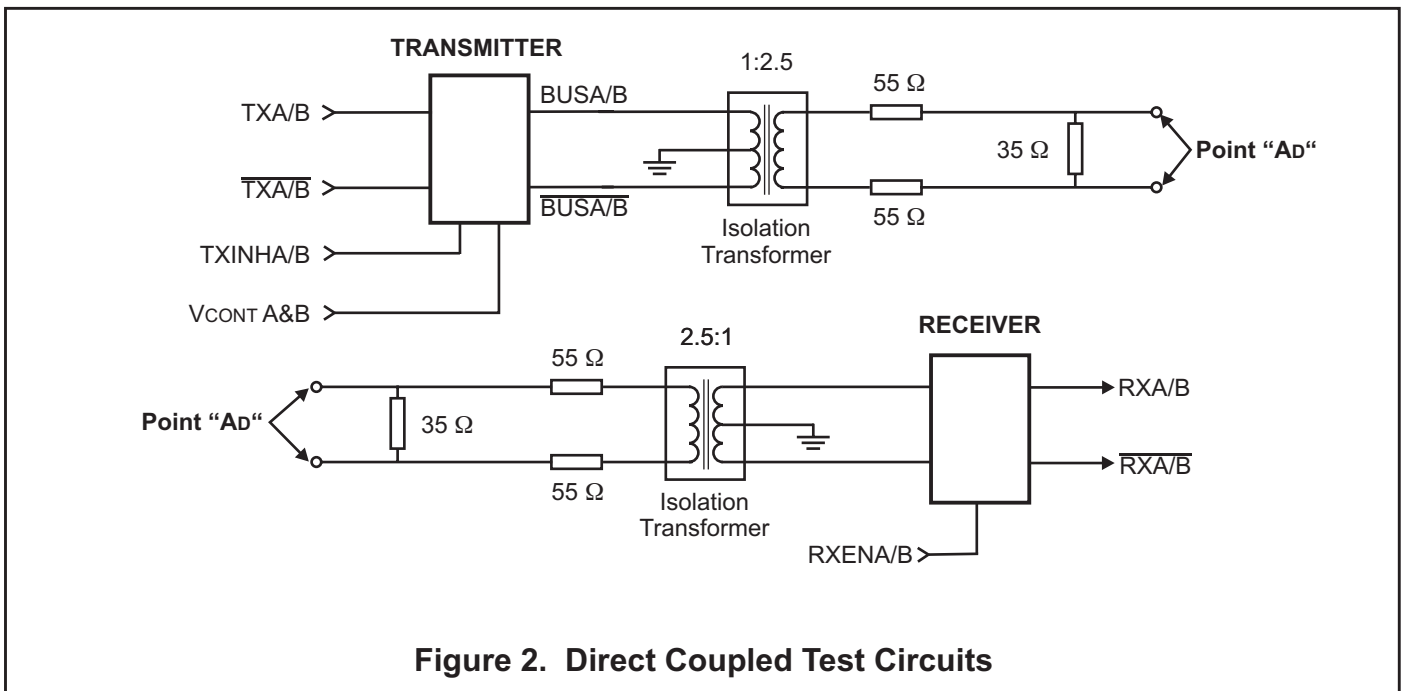 TRANSMITTER
1:2.5
55 Ω
TXA/B
BUSA/B
35 Ω
Point “AD“
TXA/B
BUSA/B
55 Ω
Isolation
Transformer
TXINHA/B
VCONT A&B
RECEIVER
2.5:1
55 Ω
RXA/B
Point “AD“
35 Ω
RXA/B
55 Ω
Isolation
Transformer
RXENA/B
Figure 2. Direct Coupled Test Circuits